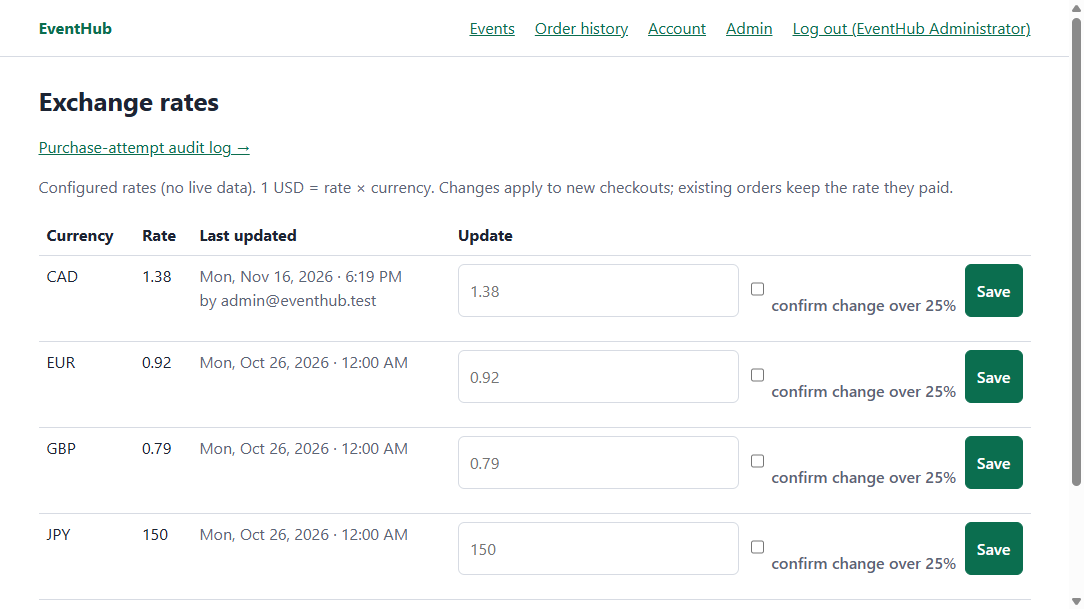 EventHub Events Order history Account Admin Log out (EventHub Administrator)
Exchange rates
Purchase-attempt audit log →
Configured rates (no live data). 1 USD = rate × currency. Changes apply to new checkouts; existing orders keep the rate they paid.
Currency Rate Last updated Update
CAD 1.38 Mon, Nov 16, 2026 · 6:19 PM
by admin@eventhub.test
1.38 confirm change over 25% Save
EUR 0.92 Mon, Oct 26, 2026 · 12:00 AM
0.92 confirm change over 25% Save
GBP 0.79 Mon, Oct 26, 2026 · 12:00 AM
0.79 confirm change over 25% Save
JPY 150 Mon, Oct 26, 2026 · 12:00 AM
150 confirm change over 25% Save